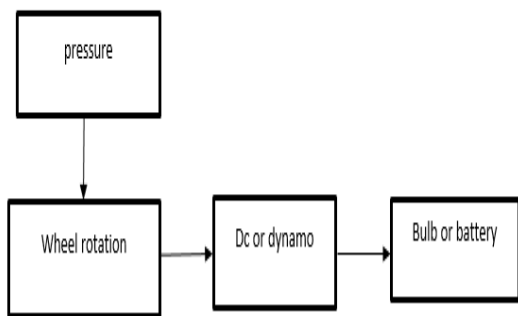 pressure
Wheel rotation
Dc or dynamo
Bulb or battery